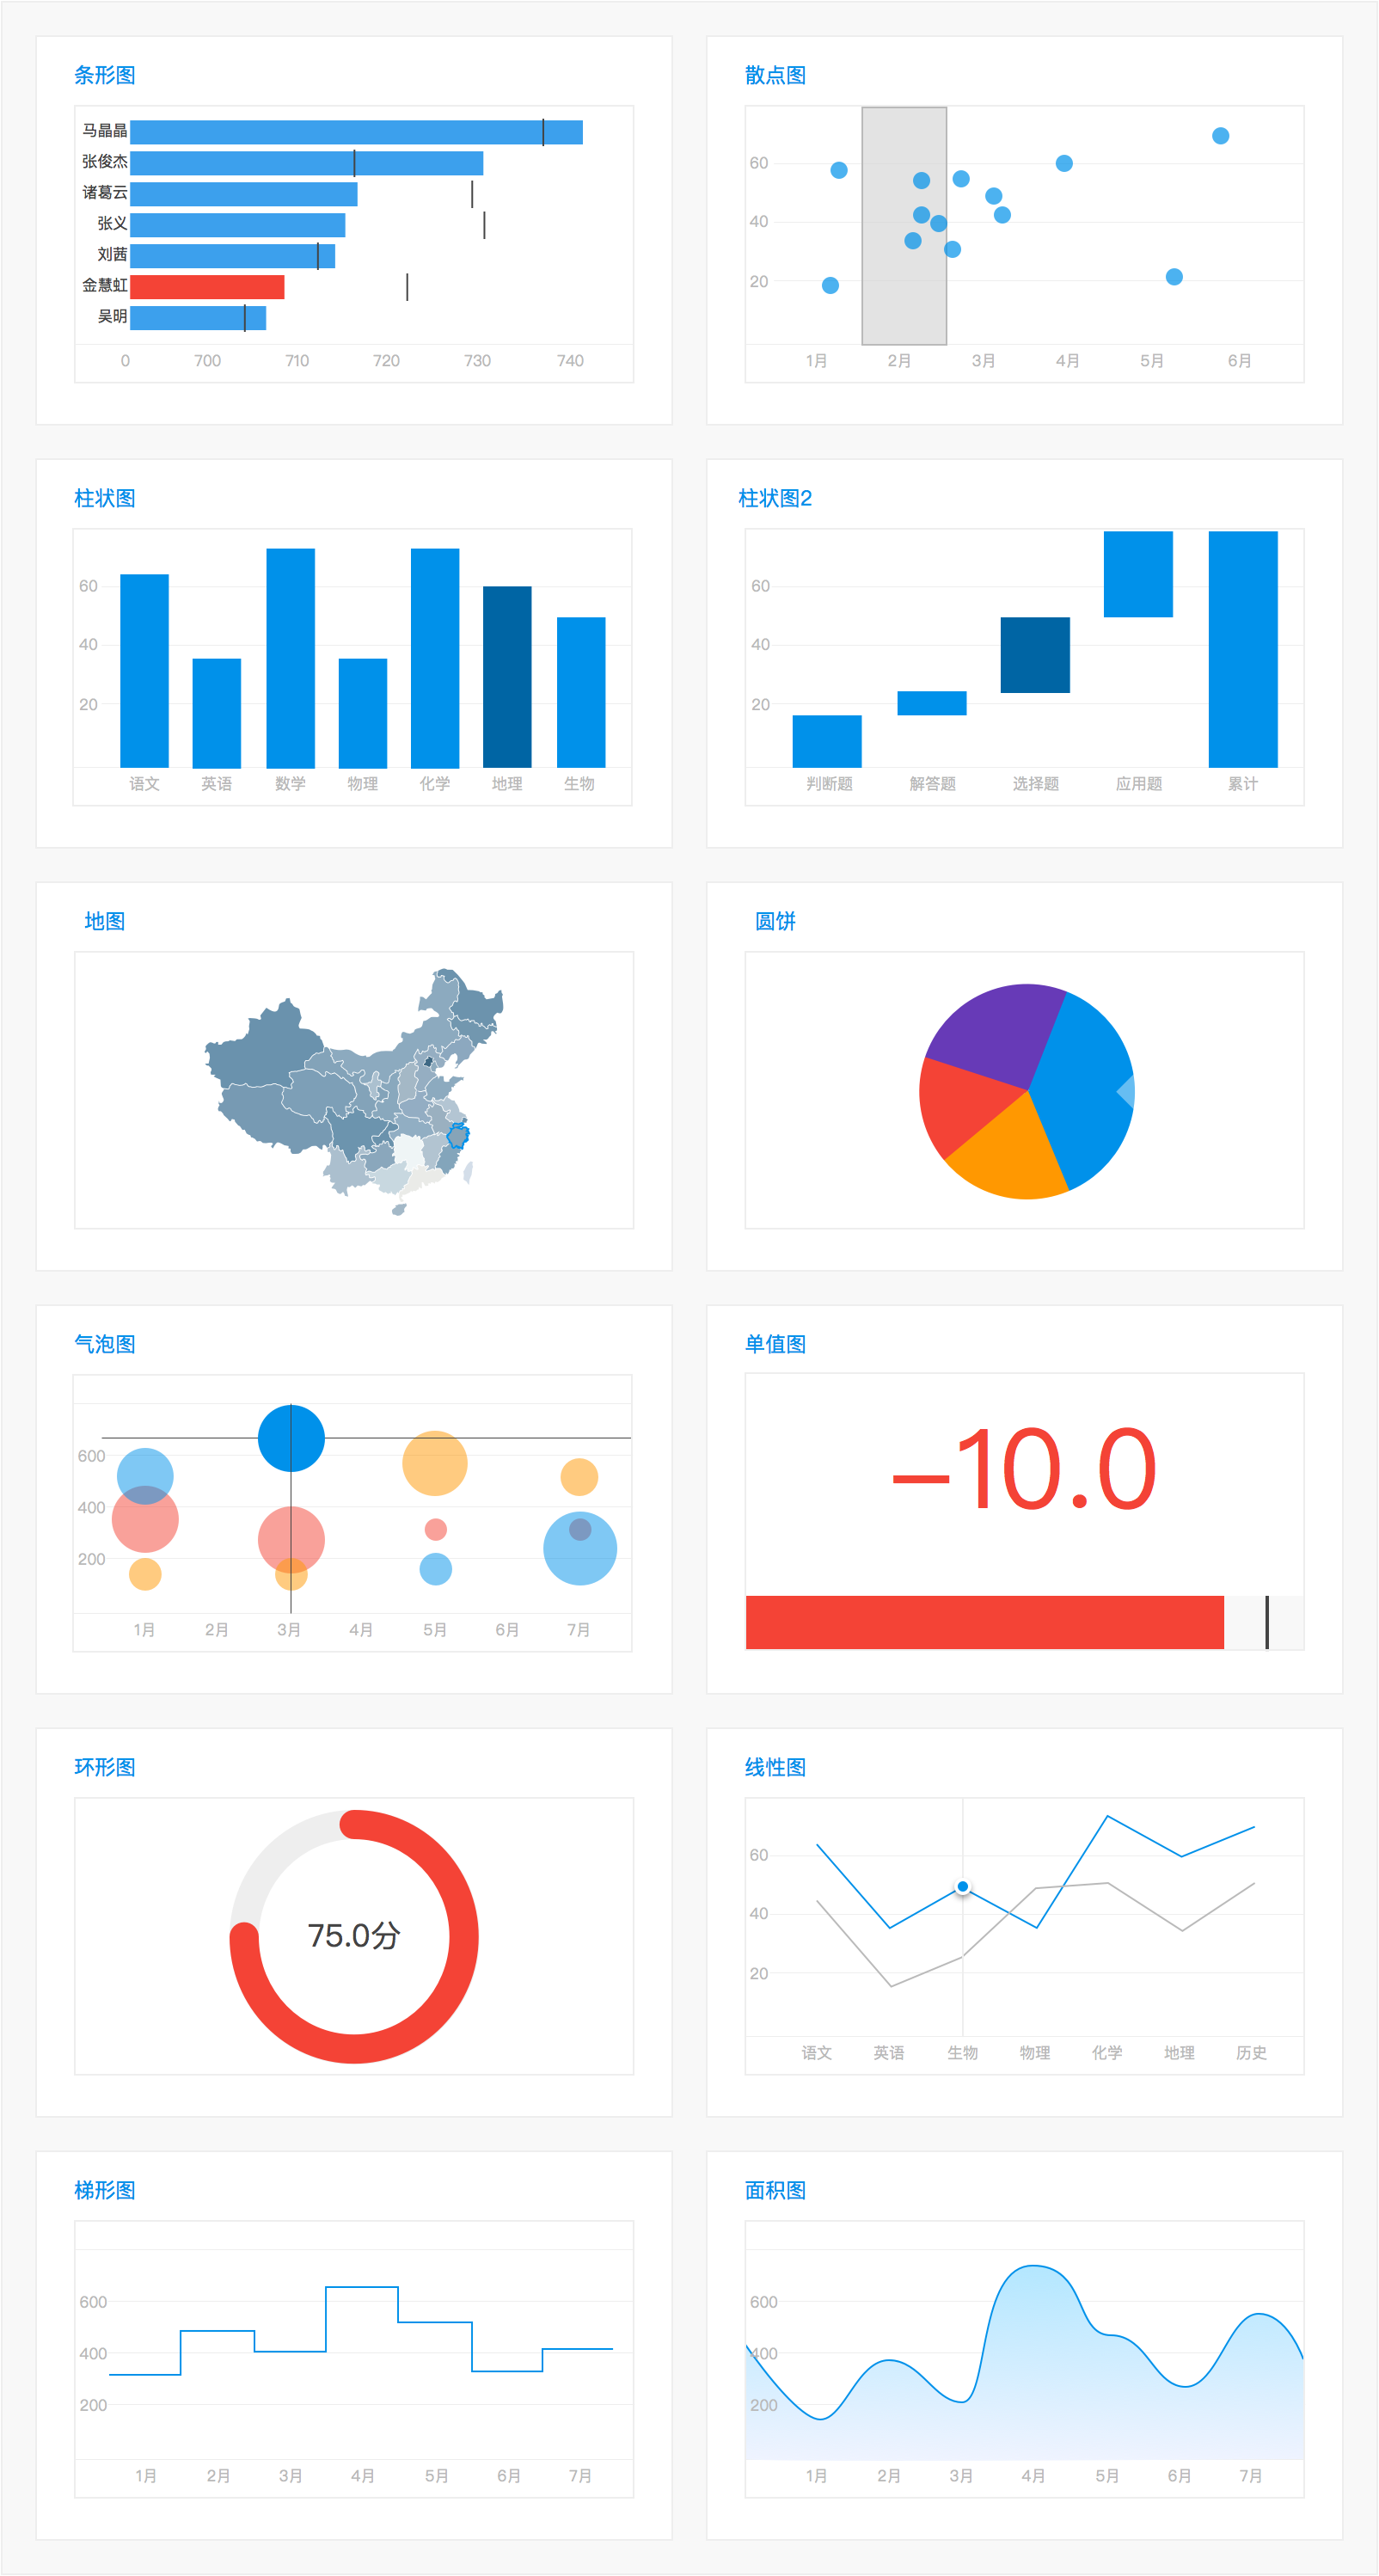 条形图
马晶晶
张俊杰
诸葛云
张义
刘茜
金慧虹
吴明
0 700 710 720 730 740
散点图
60
40
20
1月 2月 3月 4月 5月 6月
柱状图
60
40
20
语文 英语 数学 物理 化学 地理 生物
柱状图2
60
40
20
判断题 解答题 选择题 应用题 累计
地图
圆饼
气泡图
600
400
200
1月 2月 3月 4月 5月 6月 7月
单值图
–10.0
环形图
75.0分
线性图
60
40
20
语文 英语 生物 物理 化学 地理 历史
梯形图
600
400
200
1月 2月 3月 4月 5月 6月 7月
面积图
600
400
200
1月 2月 3月 4月 5月 6月 7月